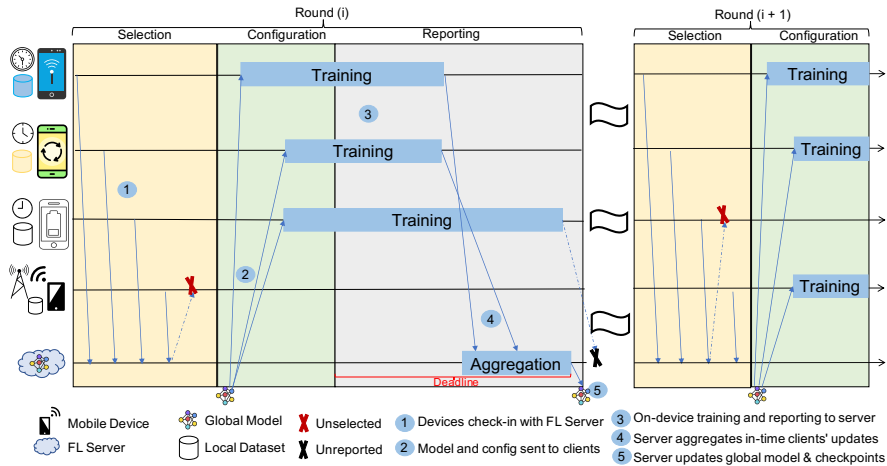 Round (i)
Round (i + 1)
Selection
Configuration
Reporting
Selection
Configuration
Training
Training
3
Training
Training
1
Training
2
Training
4
Aggregation
Deadline
5
Mobile Device
Global Model
Unselected
1 Devices check-in with FL Server
3 On-device training and reporting to server
FL Server
Local Dataset
Unreported
2 Model and config sent to clients
4 Server aggregates in-time clients' updates
5 Server updates global model & checkpoints